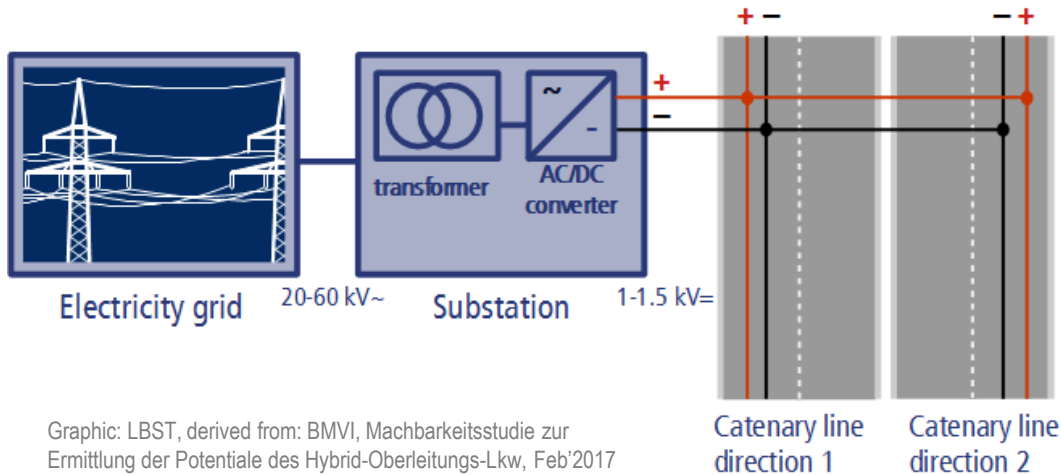 + − − +
+
~
−
-
transformer
AC/DC
converter
Electricity grid
20-60 kV~
Substation
1-1.5 kV=
Catenary line
direction 1
Catenary line
direction 2
Graphic: LBST, derived from: BMVI, Machbarkeitsstudie zur
Ermittlung der Potentiale des Hybrid-Oberleitungs-Lkw, Feb’2017